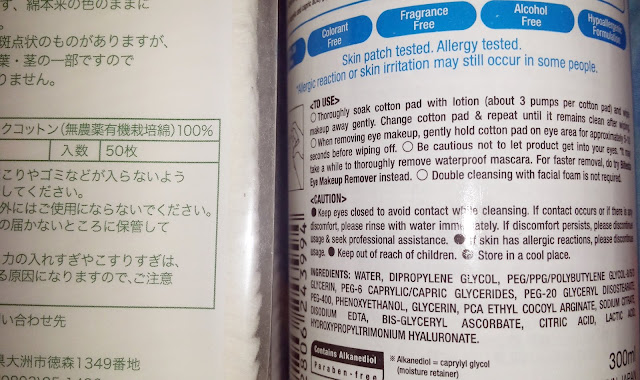 ず、綿本来の色のままに
斑点状のものがありますが、
葉・茎の一部ですので
りません。
クコットン(無農薬有機栽培綿)100%
入数 50枚
こりやゴミなどが入らないよう
してください。
外にはご使用にならないでください。
の届かないところに保管して
力の入れすぎやこすりすぎは、
る原因になりますので、ご注意
い合わせ先
県大洲市徳森1349番地
Colorant Free
Fragrance Free
Alcohol Free
Hypoallergenic Formulation
Skin patch tested. Allergy tested.
*Allergic reaction or skin irritation may still occur in some people.
<TO USE>
Thoroughly soak cotton pad with lotion (about 3 pumps per cotton pad) and
makeup away gently. Change cotton pad & repeat until it remains clear after
When removing eye makeup, gently hold cotton pad on eye area for approximately
seconds before wiping off. Be cautious not to let product get into your eyes.
take a while to thoroughly remove waterproof mascara. For faster removal, do try
Eye Makeup Remover instead. Double cleansing with facial foam is not required.
<CAUTION>
Keep eyes closed to avoid contact while cleansing. If contact occurs or if there is
discomfort, please rinse with water immediately. If discomfort persists, please discontinue
usage & seek professional assistance. If skin has allergic reactions, please discontinue
usage. Keep out of reach of children. Store in a cool place.
INGREDIENTS: WATER, DIPROPYLENE GLYCOL, PEG/PPG/POLYBUTYLENE
GLYCERIN, PEG-6 CAPRYLIC/CAPRIC GLYCERIDES, PEG-20 GLYCERYL
PEG-400, PHENOXYETHANOL, GLYCERIN, PCA ETHYL COCOYL ARGINATE, SODIUM
DISODIUM EDTA, BIS-GLYCERYL ASCORBATE, CITRIC ACID, LACTIC
HYDROXYPROPYLTRIMONIUM HYALURONATE.
Contains Alkanediol
Paraben-free
※ Alkanediol = caprylyl glycol
(moisture retainer)
300ml